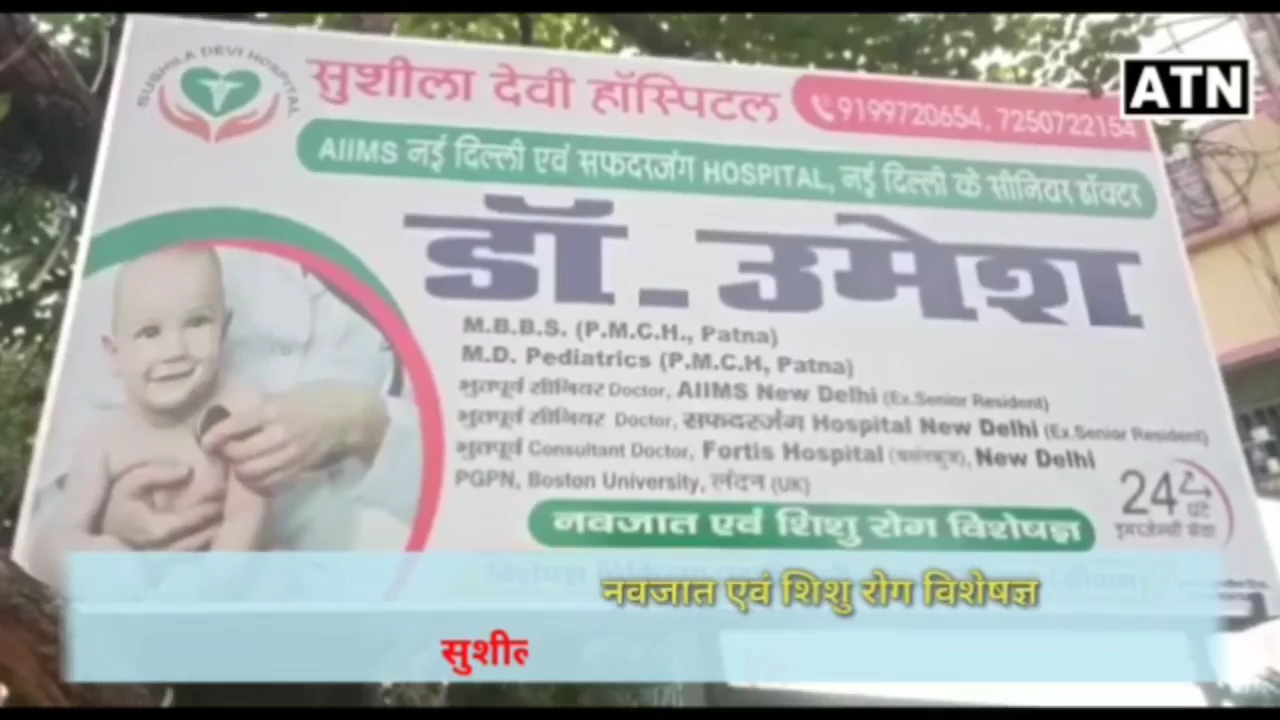 ATN
SUSHILA DEVI HOSPITAL
सुशीला देवी हॉस्पिटल
9199720654, 7250722154
AIIMS नई दिल्ली एवं सफदरजंग HOSPITAL, नई दिल्ली के सीनियर डॉक्टर
डॉ. उमेश
M.B.B.S. (P.M.C.H., Patna)
M.D. Pediatrics (P.M.C.H, Patna)
भुतपूर्व सीनियर Doctor, AIIMS New Delhi (Ex.Senior Resident)
भुतपूर्व सीनियर Doctor, सफदरजंग Hospital New Delhi (Ex.Senior Resident)
भुतपूर्व Consultant Doctor, Fortis Hospital (वसंतकुंज), New Delhi
PGPN, Boston University, लंदन (UK)
24 घंटे
इमरजेन्सी सेवा
नवजात एवं शिशु रोग विशेषज्ञ
नवजात एवं शिशु रोग विशेषज्ञ
सुशील